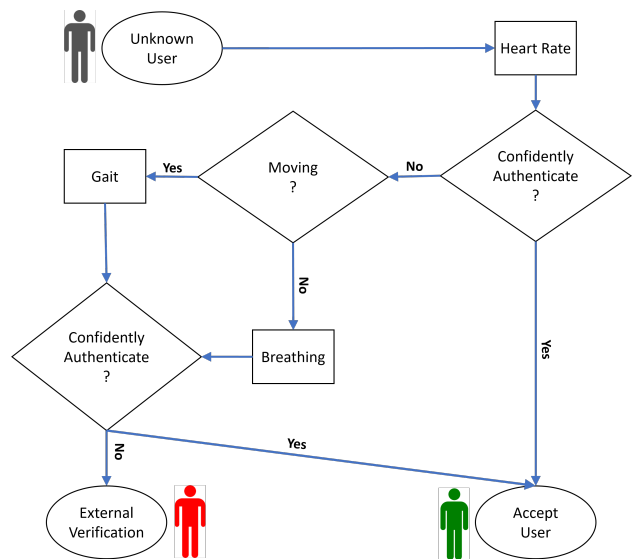 Unknown
User
Heart Rate
Confidently
Authenticate
?
No
Moving
?
Yes
Gait
No
Breathing
Confidently
Authenticate
?
Yes
Yes
No
External
Verification
Accept
User